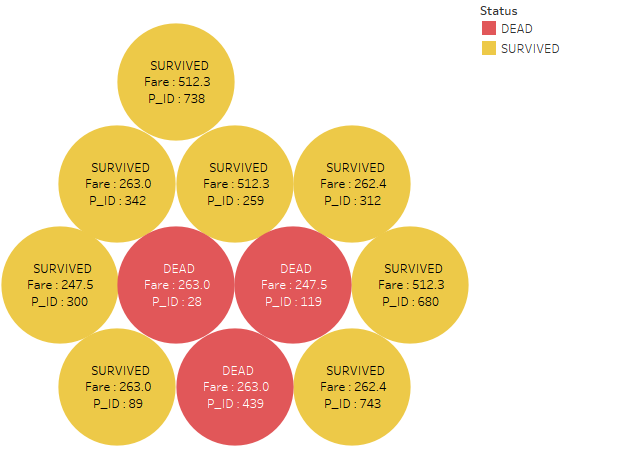 Status
DEAD
SURVIVED
SURVIVED
Fare : 512.3
P_ID : 738
SURVIVED
Fare : 263.0
P_ID : 342
SURVIVED
Fare : 512.3
P_ID : 259
SURVIVED
Fare : 262.4
P_ID : 312
SURVIVED
Fare : 247.5
P_ID : 300
DEAD
Fare : 263.0
P_ID : 28
DEAD
Fare : 247.5
P_ID : 119
SURVIVED
Fare : 512.3
P_ID : 680
SURVIVED
Fare : 263.0
P_ID : 89
DEAD
Fare : 263.0
P_ID : 439
SURVIVED
Fare : 262.4
P_ID : 743